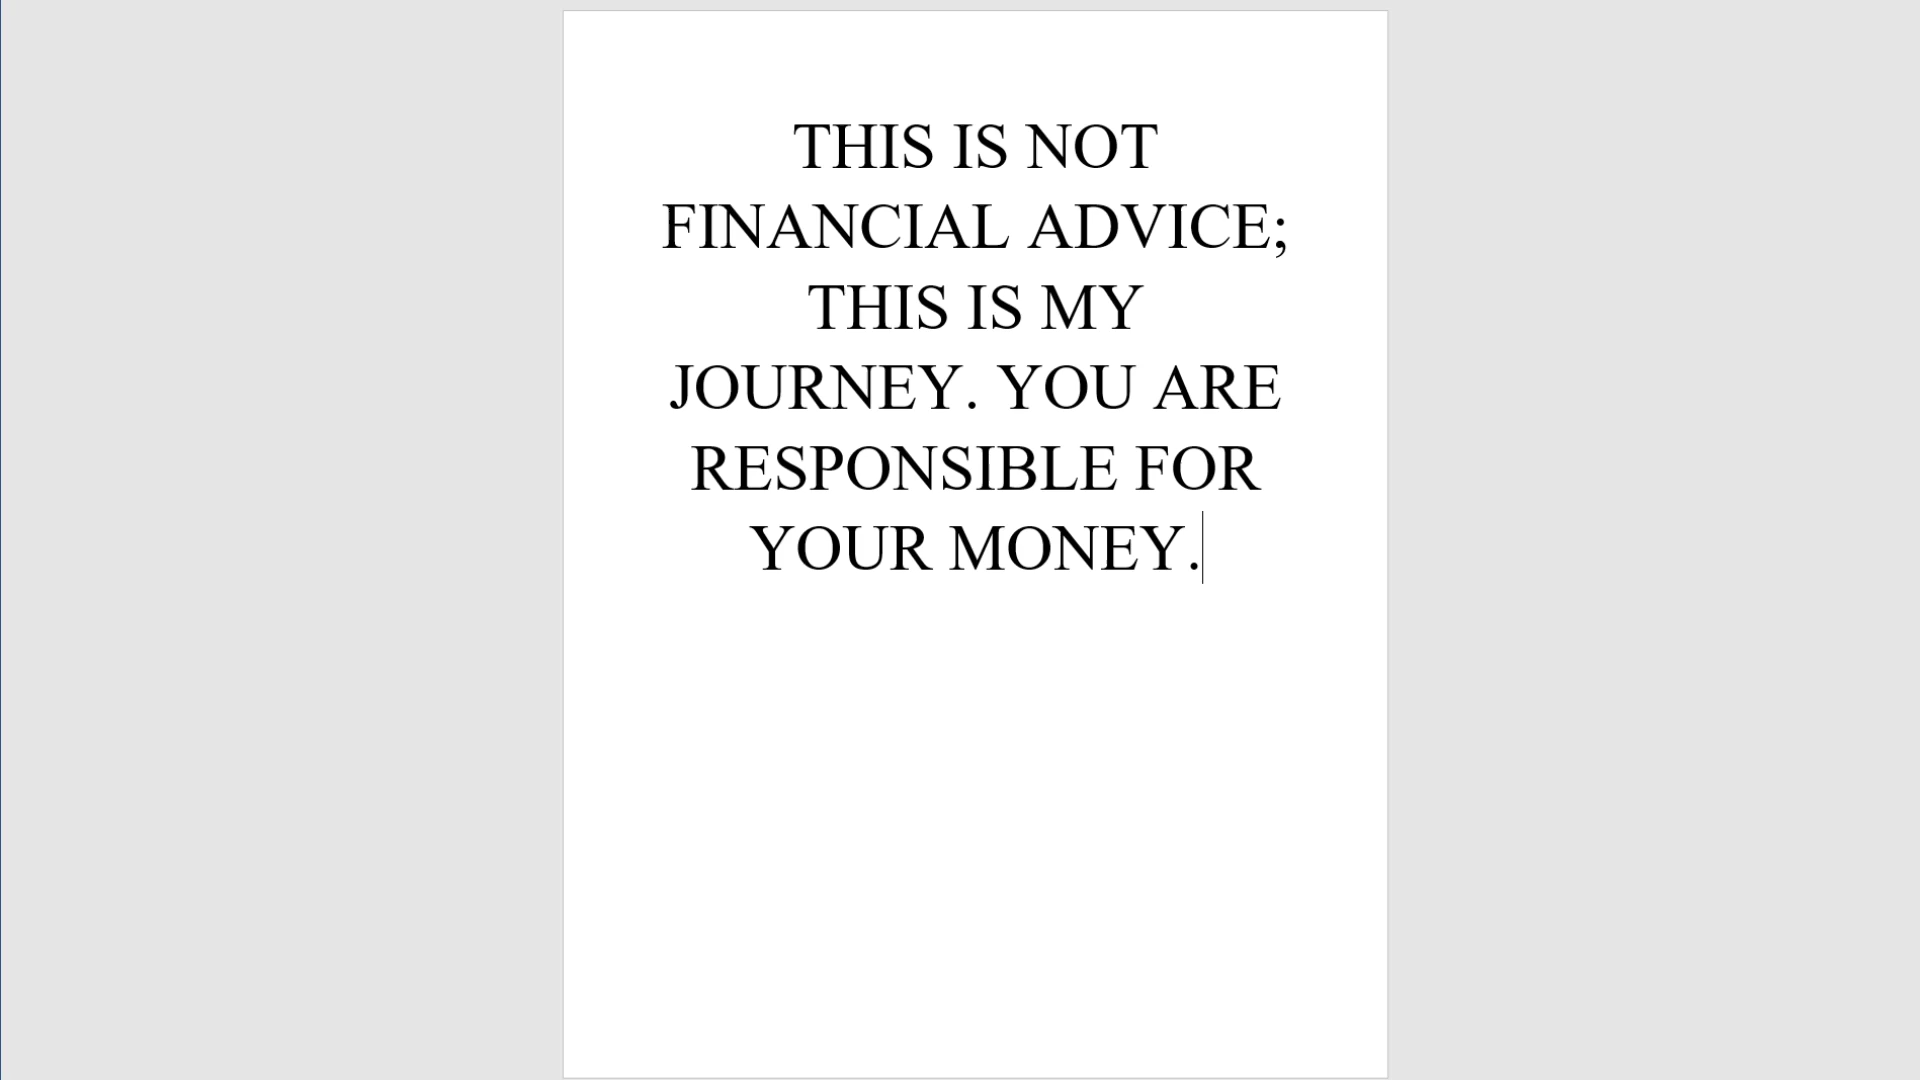 THIS IS NOT
FINANCIAL ADVICE;
THIS IS MY
JOURNEY. YOU ARE
RESPONSIBLE FOR
YOUR MONEY.